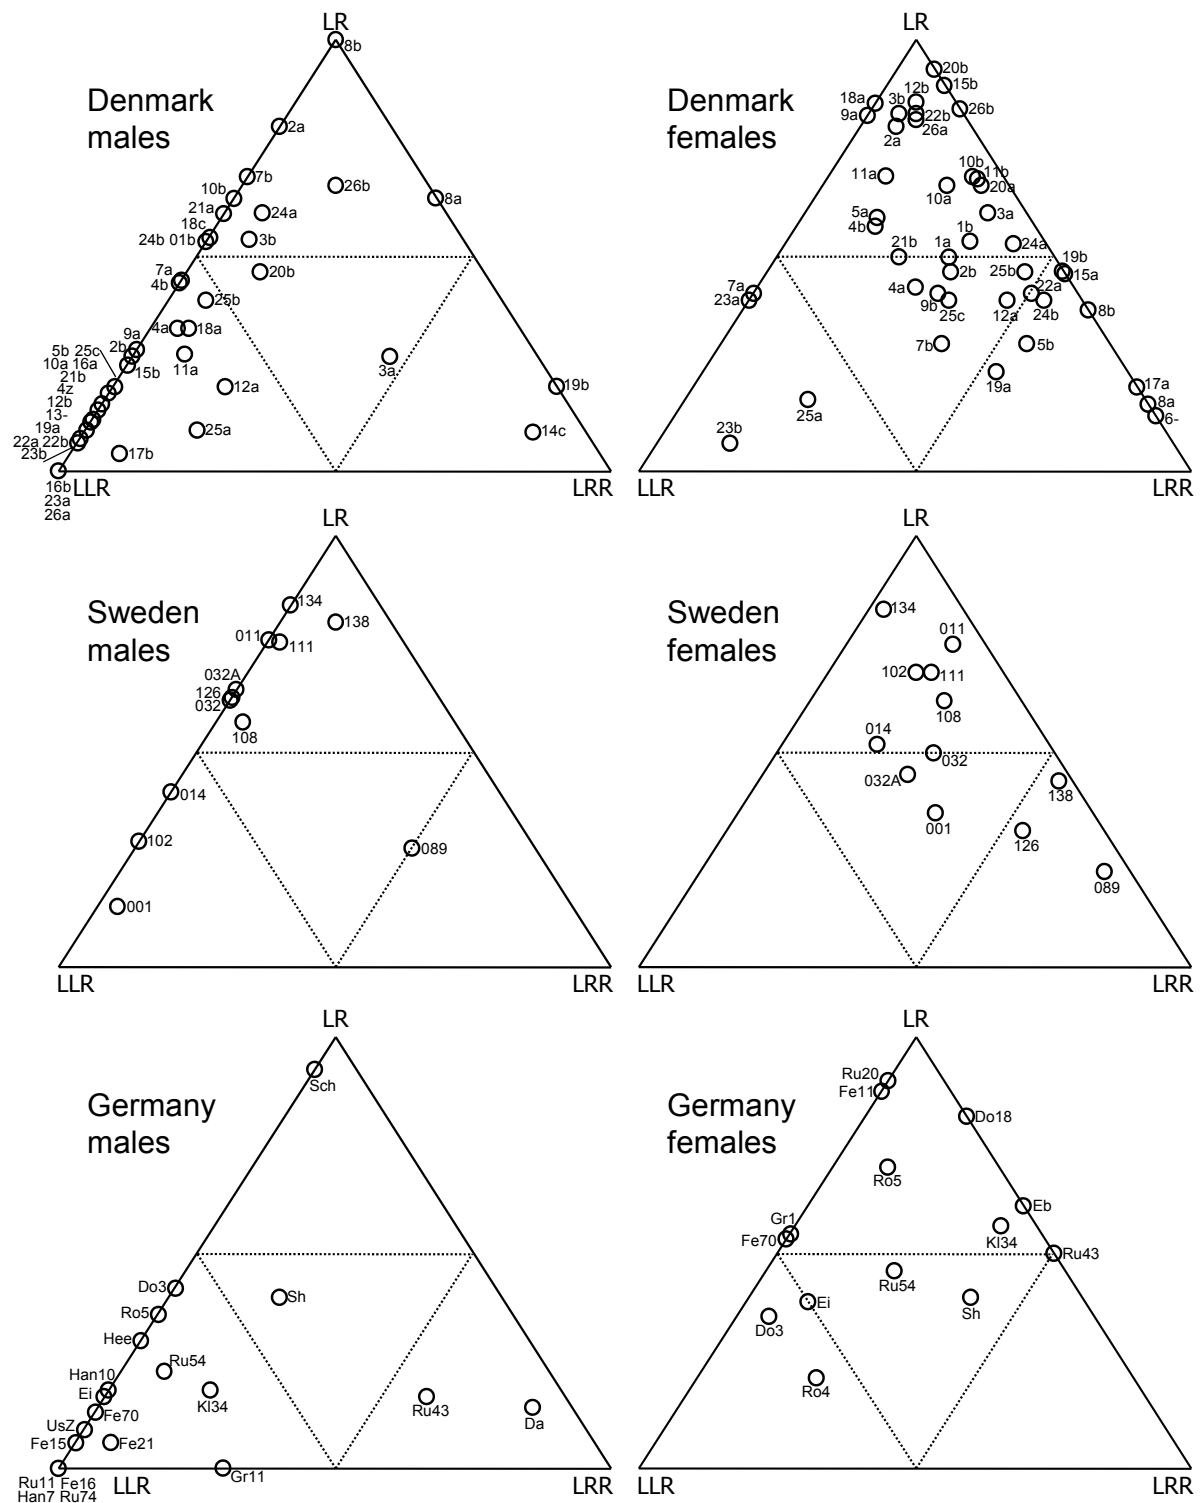 LR
8b
Denmark
males
2a
7b
26b
10b
8a
21a
24a
18c
24b 01b
3b
20b
7a
4b
25b
4a
18a
9a
2b
5b 25c
10a 16a
15b
11a
3a
21b
4z
12a
19b
12b
13-
19a
25a
14c
22a 22b
23b
17b
16b
23a
26a
LLR
LRR
LR
Denmark
females
20b
15b
12b
18a
3b
26b
9a
22b
26a
2a
11a
10b
11b
20a
10a
5a
4b
3a
1b
24a
21b
1a
19b
2b
25b
15a
7a
23a
4a
22a
9b
25c
12a
24b
8b
7b
5b
19a
17a
25a
8a
6-
23b
LLR
LRR
LR
Sweden
males
134
138
011
111
032A
126
032
108
014
102
089
001
LLR
LRR
LR
Sweden
females
134
011
102
111
108
014
032
032A
138
001
126
089
LLR
LRR
LR
Germany
males
Sch
Do3
Sh
Ro5
Hee
Ru54
Han10
Ei
Kl34
Fe70
Ru43
Da
UsZ
Fe15
Fe21
Gr11
Ru11 Fe16
Han7 Ru74
LLR
LRR
LR
Germany
females
Ru20
Fe11
Do18
Ro5
Eb
Gr1
Fe70
Kl34
Ru43
Ru54
Ei
Sh
Do3
Ro4
LLR
LRR